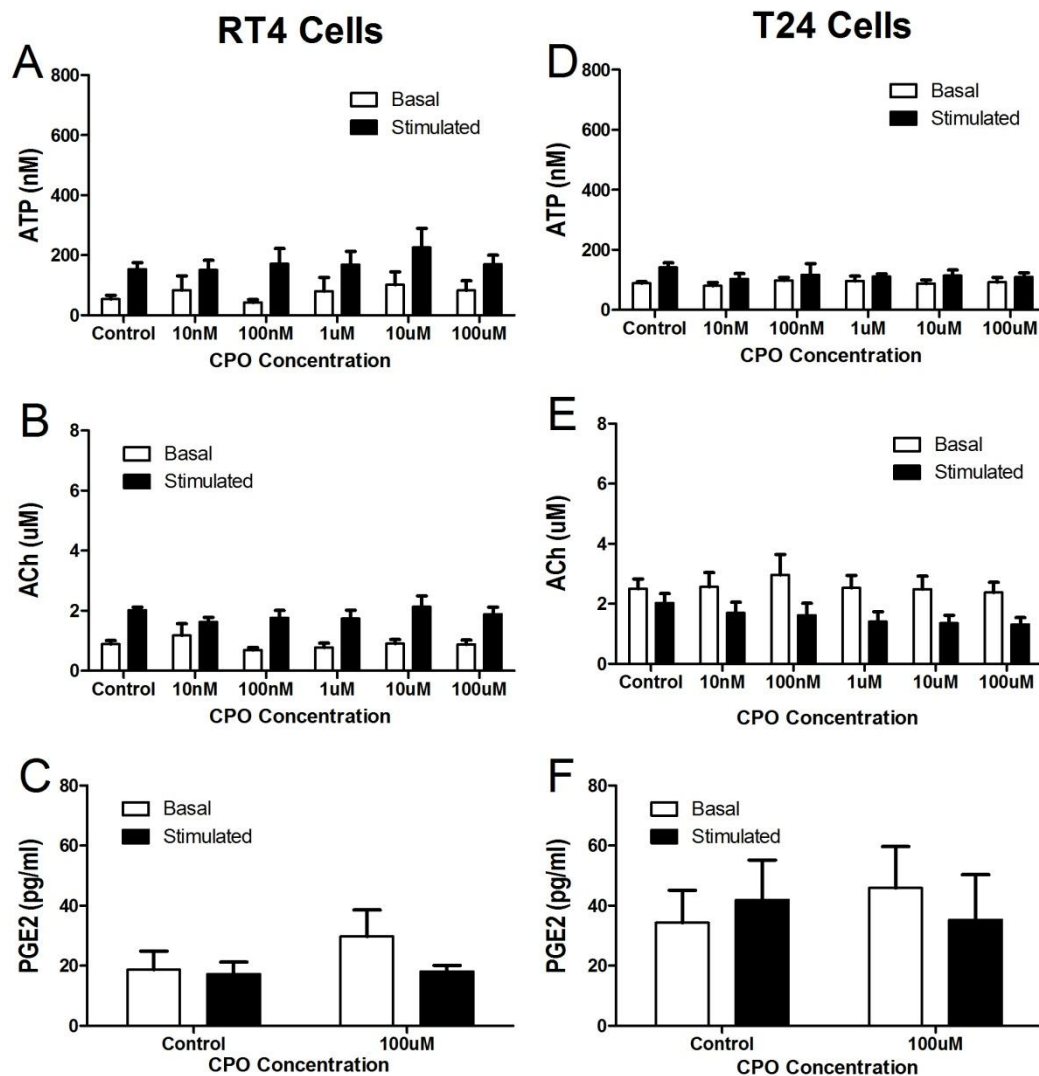 RT4 Cells
T24 Cells
A
800
600
400
200
0
ATP (nM)
Basal
Stimulated
Control 10nM 100nM 1uM 10uM 100uM
CPO Concentration
D
800
600
400
200
0
ATP (nM)
Basal
Stimulated
Control 10nM 100nM 1uM 10uM 100uM
CPO Concentration
B
8
6
4
2
0
ACh (uM)
Basal
Stimulated
Control 10nM 100nM 1uM 10uM 100uM
CPO Concentration
E
8
6
4
2
0
ACh (uM)
Basal
Stimulated
Control 10nM 100nM 1uM 10uM 100uM
CPO Concentration
C
80
60
40
20
0
PGE2 (pg/ml)
Basal
Stimulated
Control 100uM
CPO Concentration
F
80
60
40
20
0
PGE2 (pg/ml)
Basal
Stimulated
Control 100uM
CPO Concentration